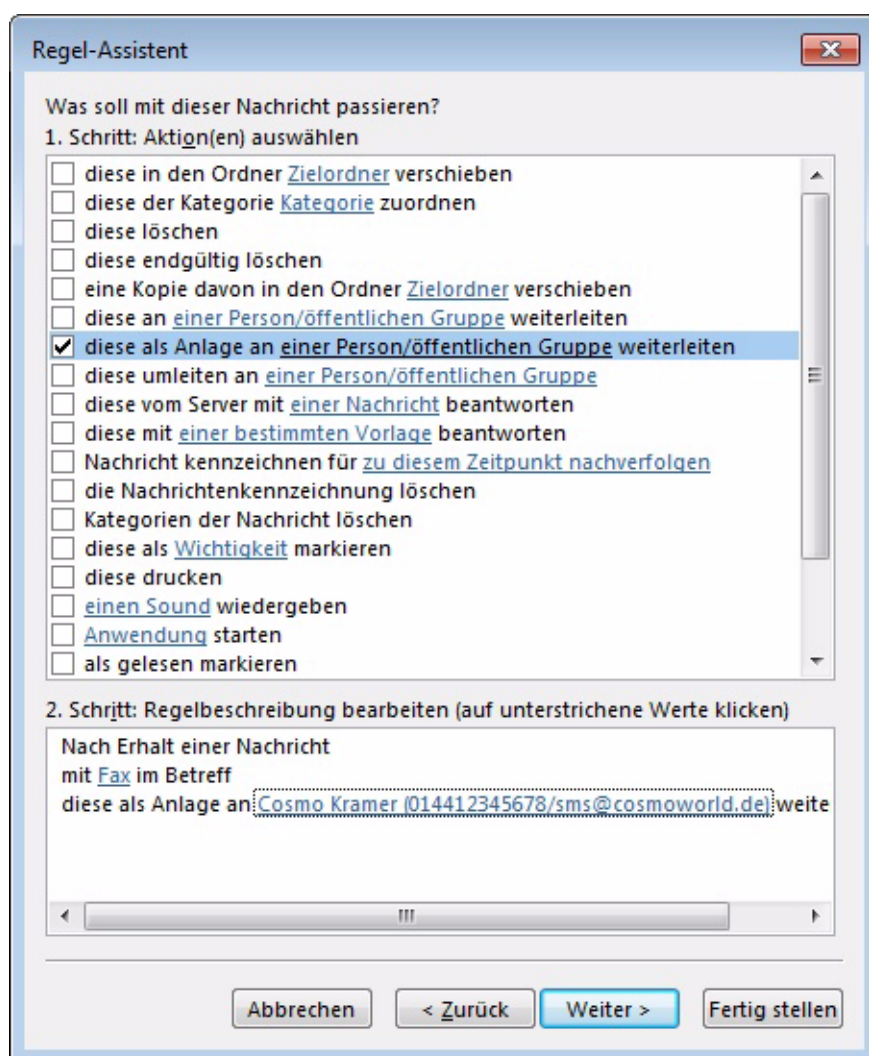 Regel-Assistent
Was soll mit dieser Nachricht passieren?
1. Schritt: Aktion(en) auswählen
diese in den Ordner Zielordner verschieben
diese der Kategorie Kategorie zuordnen
diese löschen
diese endgültig löschen
eine Kopie davon in den Ordner Zielordner verschieben
diese an einer Person/öffentlichen Gruppe weiterleiten
diese als Anlage an einer Person/öffentlichen Gruppe weiterleiten
diese umleiten an einer Person/öffentlichen Gruppe
diese vom Server mit einer Nachricht beantworten
diese mit einer bestimmten Vorlage beantworten
Nachricht kennzeichnen für zu diesem Zeitpunkt nachverfolgen
die Nachrichtenkennzeichnung löschen
Kategorien der Nachricht löschen
diese als Wichtigkeit markieren
diese drucken
einen Sound wiedergeben
Anwendung starten
als gelesen markieren
2. Schritt: Regelbeschreibung bearbeiten (auf unterstrichene Werte klicken)
Nach Erhalt einer Nachricht
mit Fax im Betreff
diese als Anlage an Cosmo Kramer (014412345678/sms@cosmoworld.de) weite
Abbrechen
< Zurück
Weiter >
Fertig stellen